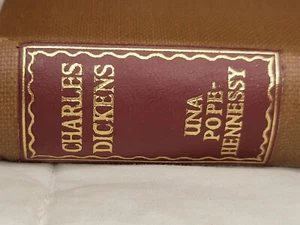 CHARLES
DICKENS
UNA
POPE-
HENNESSY